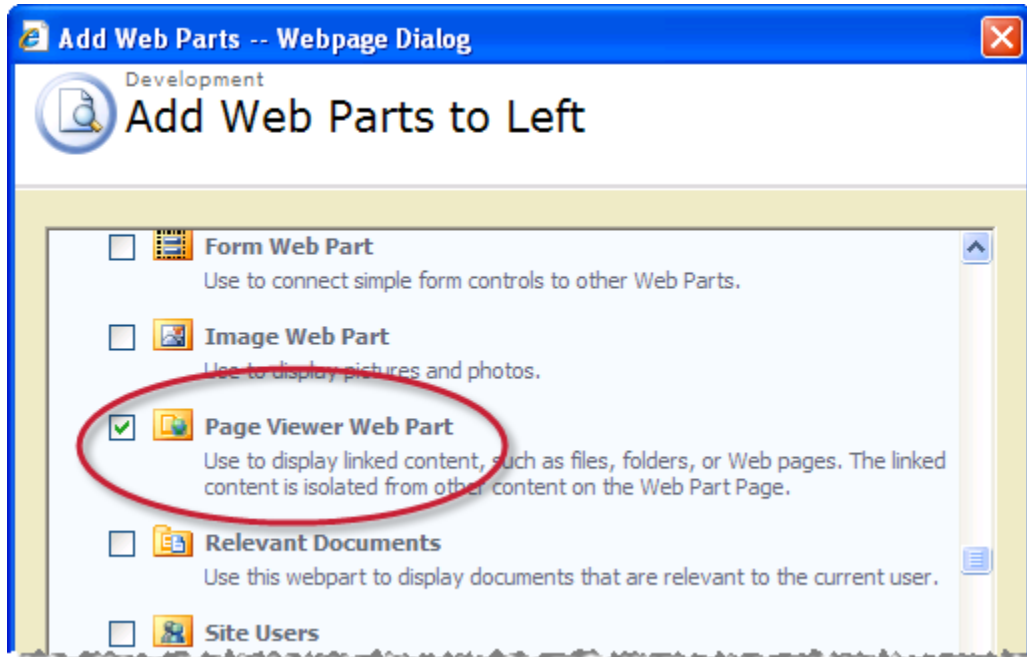 Add Web Parts -- Webpage Dialog
Development
Add Web Parts to Left
Form Web Part
Use to connect simple form controls to other Web Parts.
Image Web Part
Use to display pictures and photos.
Page Viewer Web Part
Use to display linked content, such as files, folders, or Web pages. The linked
content is isolated from other content on the Web Part Page.
Relevant Documents
Use this webpart to display documents that are relevant to the current user.
Site Users